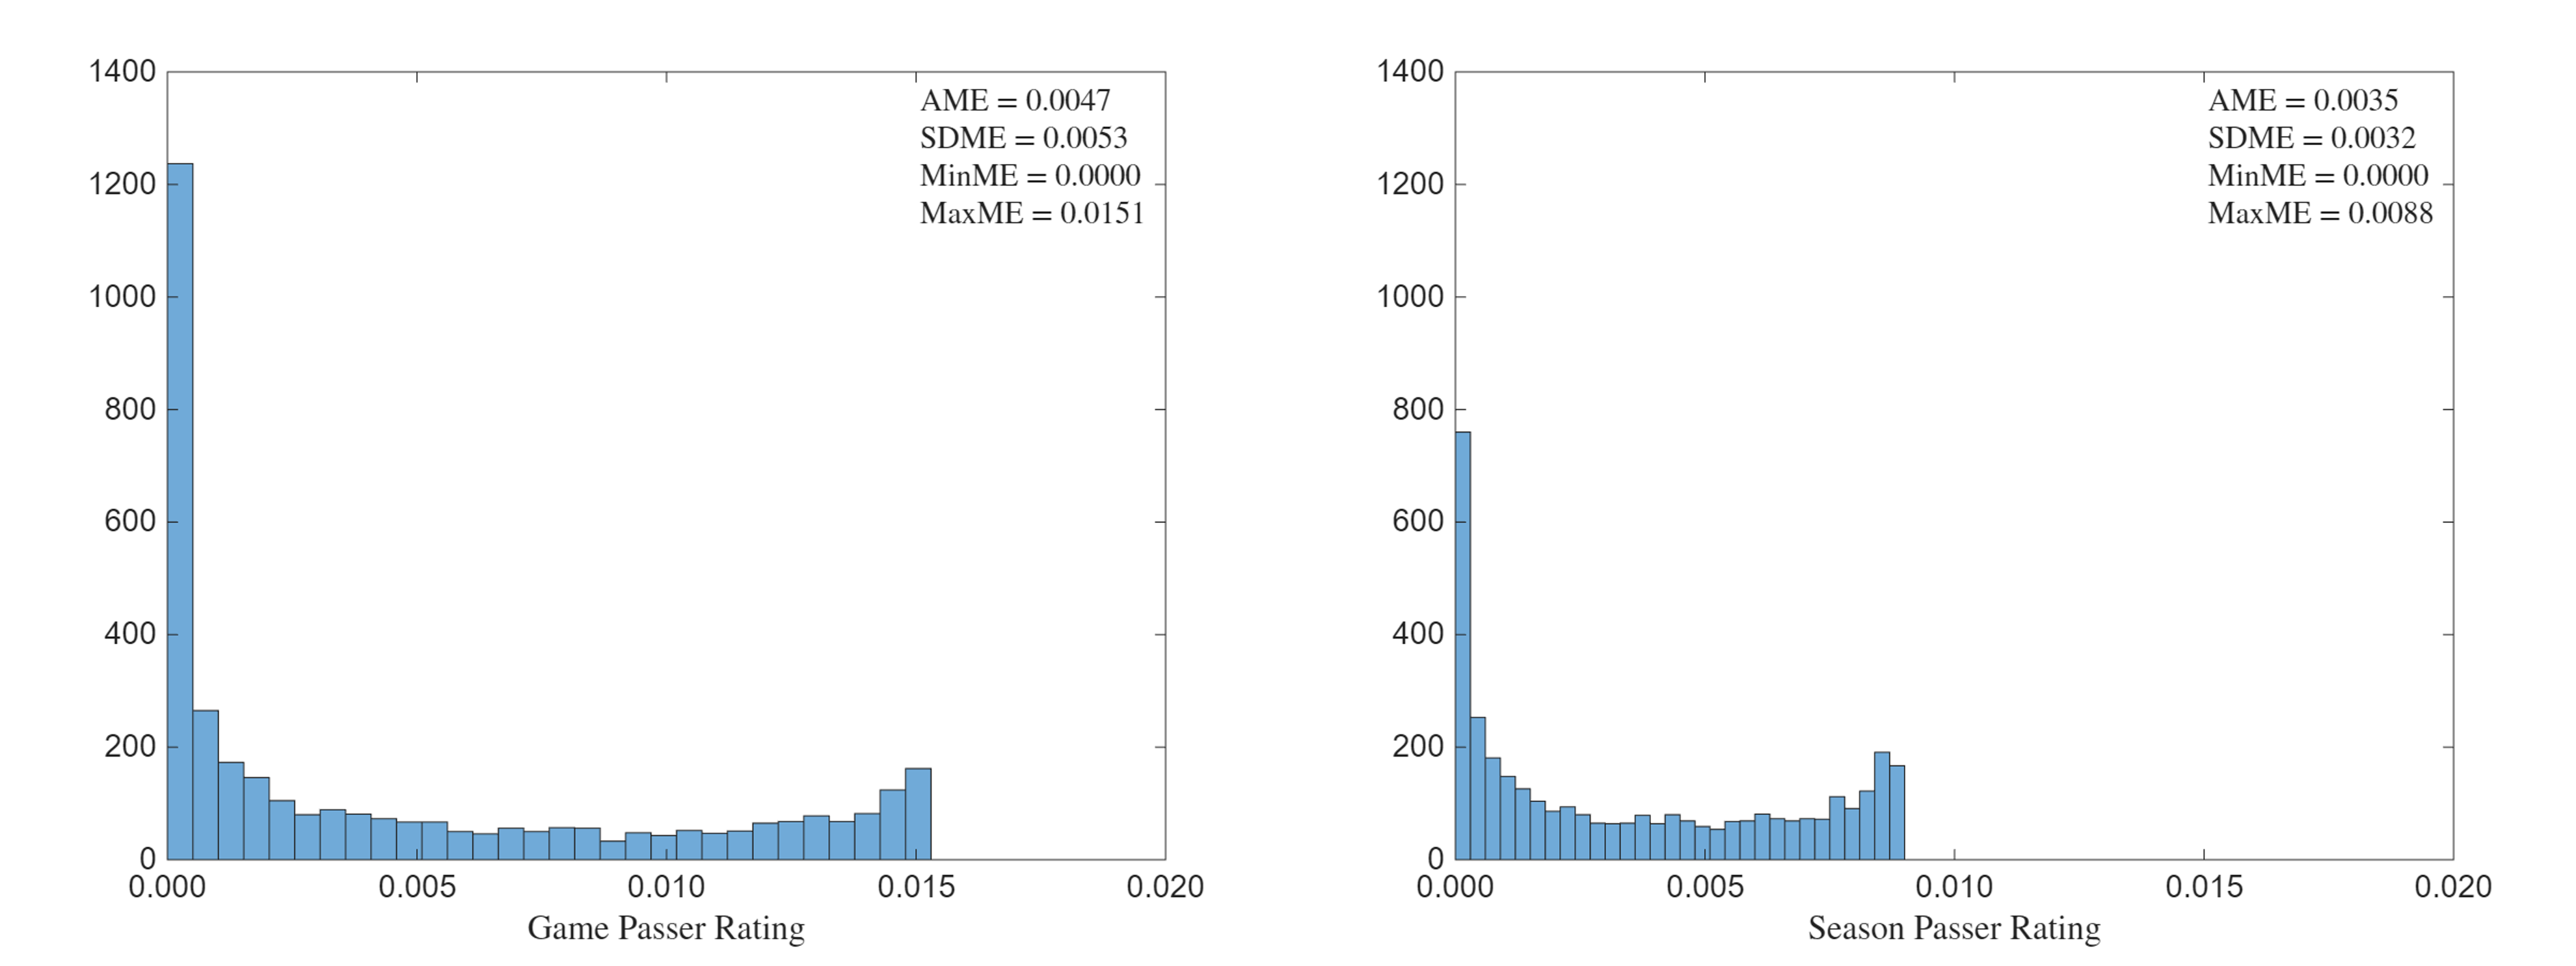 1400
1200
1000
800
600
400
200
0
0.000 0.005 0.010 0.015 0.020
Game Passer Rating
AME = 0.0047
SDME = 0.0053
MinME = 0.0000
MaxME = 0.0151
1400
1200
1000
800
600
400
200
0
0.000 0.005 0.010 0.015 0.020
Season Passer Rating
AME = 0.0035
SDME = 0.0032
MinME = 0.0000
MaxME = 0.0088